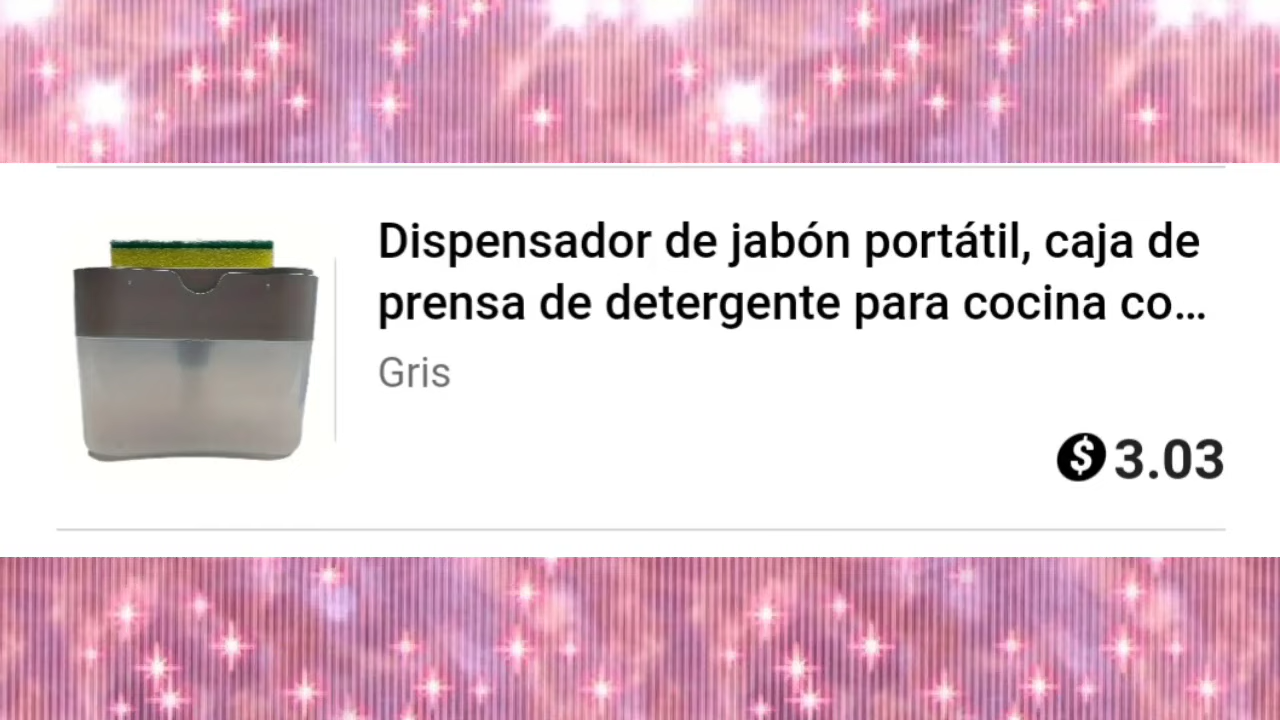 Dispensador de jabón portátil, caja de
prensa de detergente para cocina co...
Gris
$ 3.03